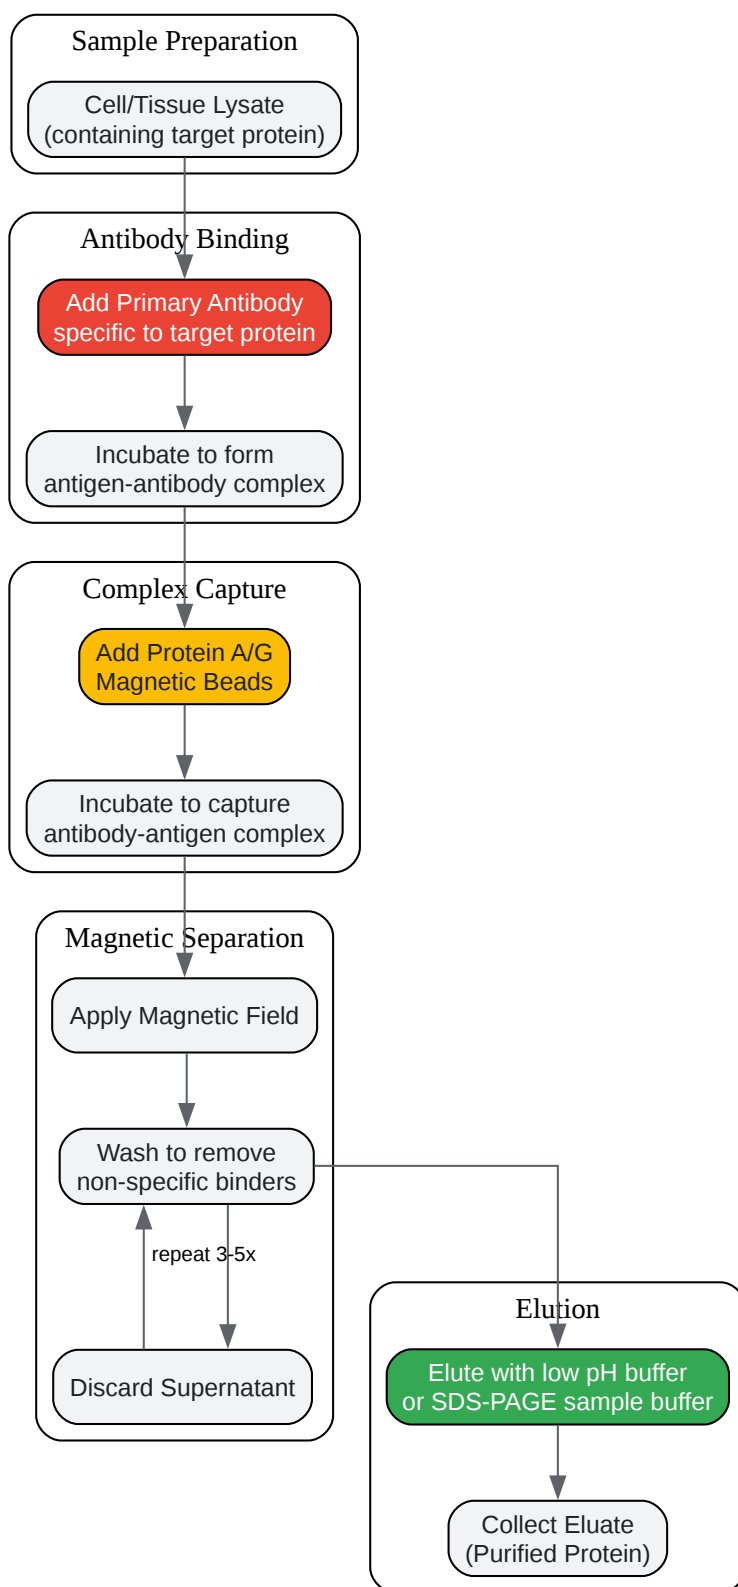 Sample Preparation
Cell/Tissue Lysate
(containing target protein)
Antibody Binding
Add Primary Antibody
specific to target protein
Incubate to form
antigen-antibody complex
Complex Capture
Add Protein A/G
Magnetic Beads
Incubate to capture
antibody-antigen complex
Magnetic Separation
Apply Magnetic Field
Wash to remove
non-specific binders
repeat 3-5x
Discard Supernatant
Elution
Elute with low pH buffer
or SDS-PAGE sample buffer
Collect Eluate
(Purified Protein)